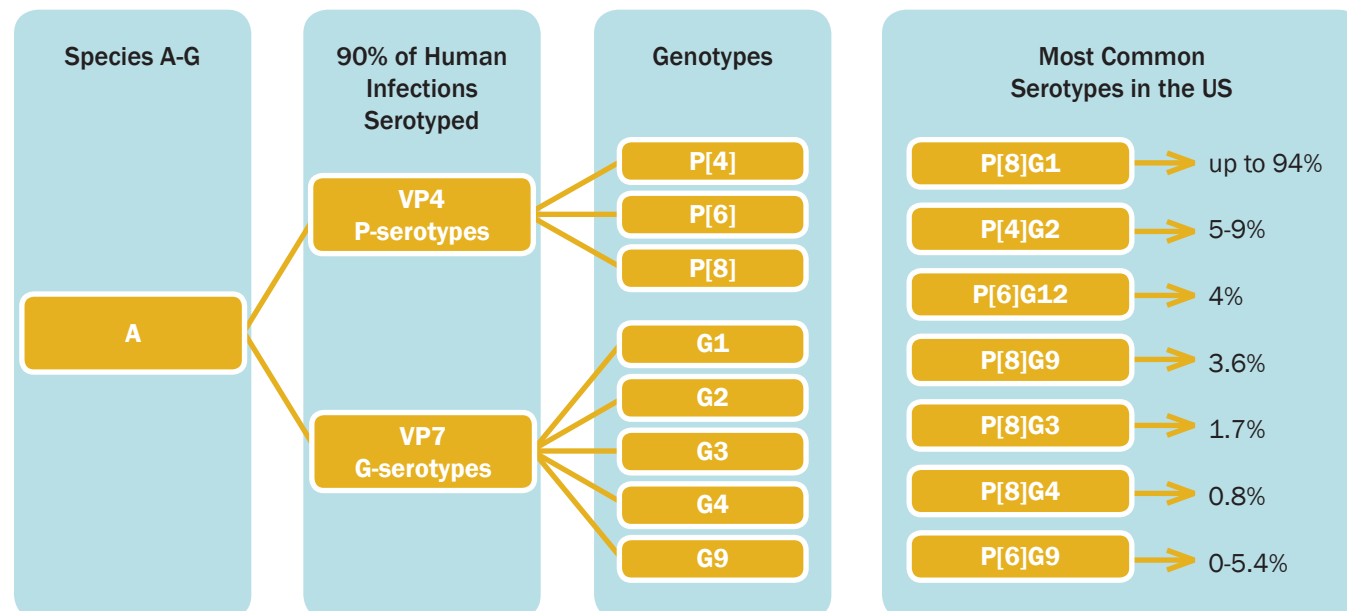 Species A-G
90% of Human
Infections
Serotyped
Genotypes
Most Common
Serotypes in the US
A
VP4
P-serotypes
VP7
G-serotypes
P[4]
P[6]
P[8]
G1
G2
G3
G4
G9
P[8]G1
up to 94%
P[4]G2
5-9%
P[6]G12
4%
P[8]G9
3.6%
P[8]G3
1.7%
P[8]G4
0.8%
P[6]G9
0-5.4%